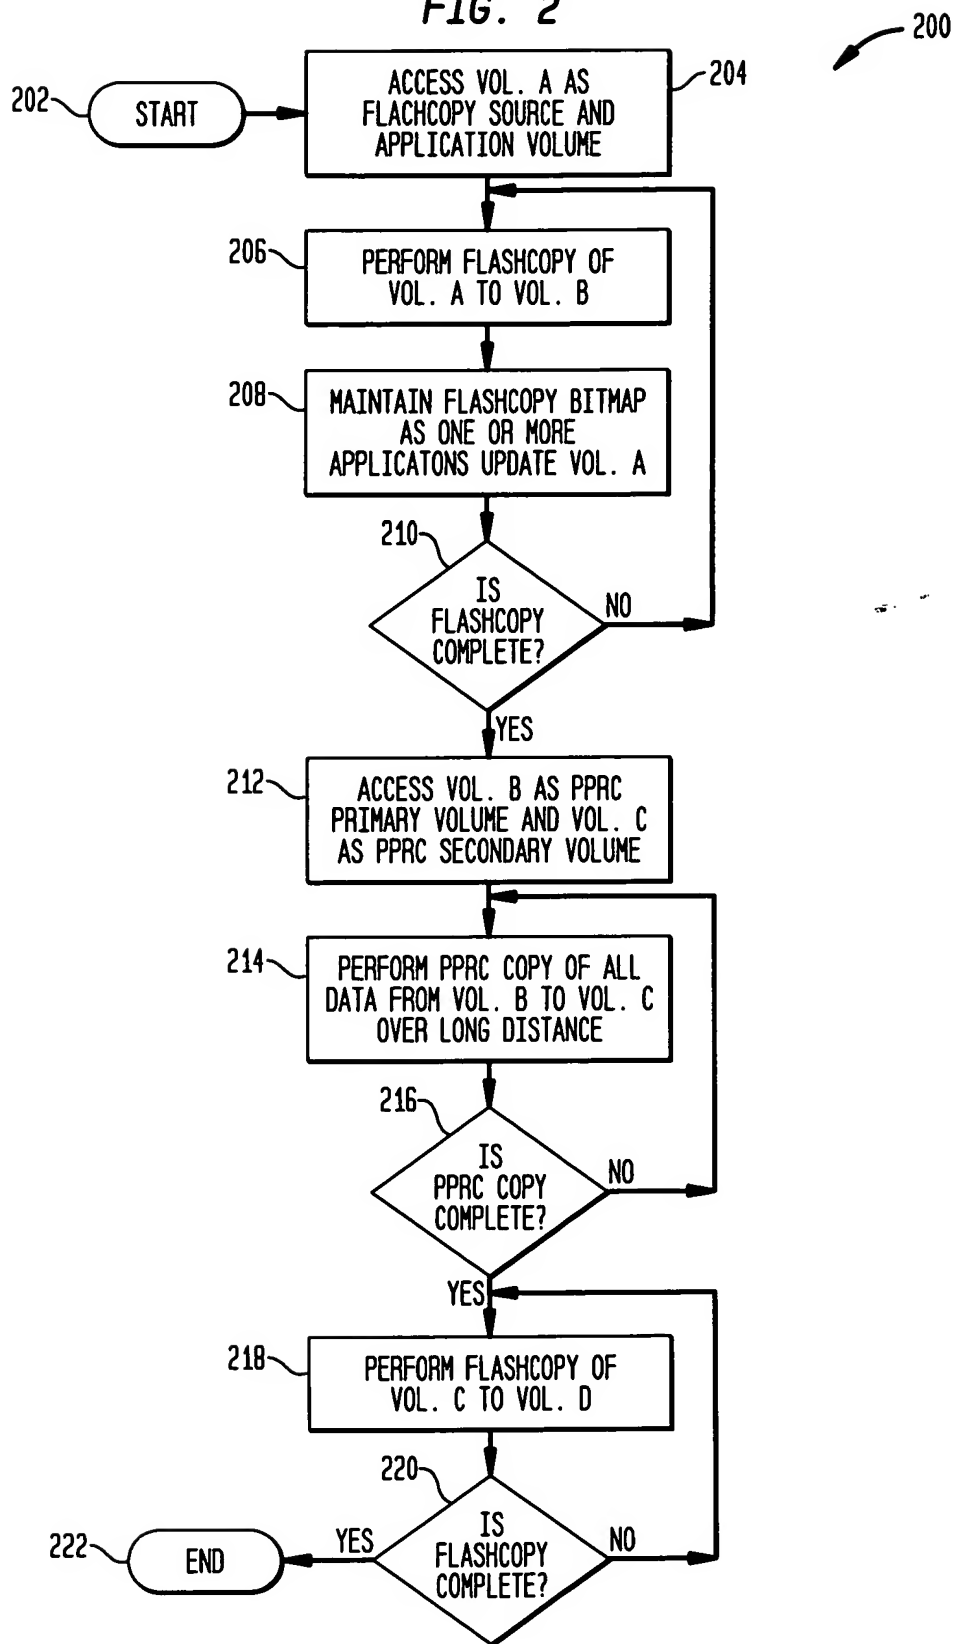 FIG. 2
200
202
START
ACCESS VOL. A AS
FLACHCOPY SOURCE AND
APPLICATION VOLUME
204
206
PERFORM FLASHCOPY OF
VOL. A TO VOL. B
208
MAINTAIN FLASHCOPY BITMAP
AS ONE OR MORE
APPLICATONS UPDATE VOL. A
210
IS
FLASHCOPY
COMPLETE?
NO
YES
212
ACCESS VOL. B AS PPRC
PRIMARY VOLUME AND VOL. C
AS PPRC SECONDARY VOLUME
214
PERFORM PPRC COPY OF ALL
DATA FROM VOL. B TO VOL. C
OVER LONG DISTANCE
216
IS
PPRC COPY
COMPLETE?
NO
YES
218
PERFORM FLASHCOPY OF
VOL. C TO VOL. D
220
IS
FLASHCOPY
COMPLETE?
NO
YES
222
END